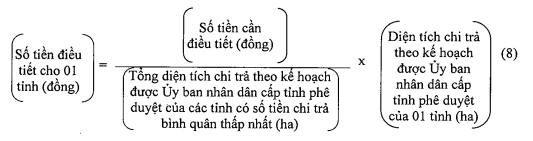 Số tiền điều
tiết cho 01
tỉnh (đồng)
=
Số tiền cần
điều tiết (đồng)
Tổng diện tích chi trả theo kế hoạch
được Ủy ban nhân dân cấp tỉnh phê
duyệt của các tỉnh có số tiền chi trả
bình quân thấp nhất (ha)
x
Diện tích chi trả
theo kế hoạch
được Ủy ban
nhân dân cấp
tỉnh phê duyệt
của 01 tỉnh (ha)
(8)